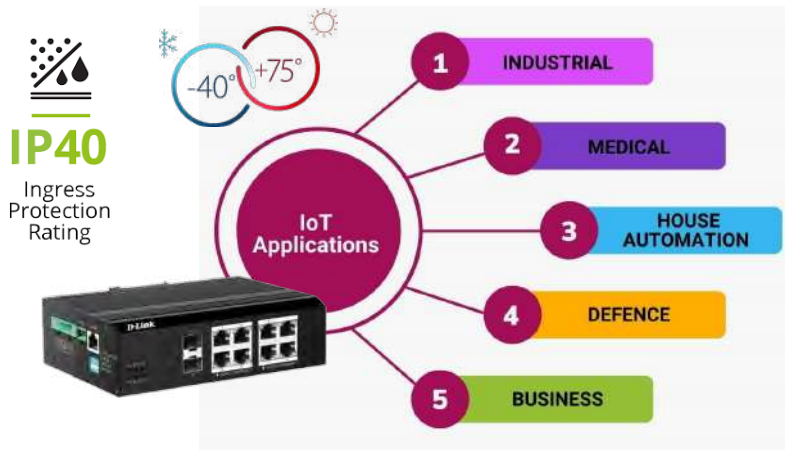 IP40
Ingress
Protection
Rating
-40°
+75°
IoT
Applications
1
INDUSTRIAL
2
MEDICAL
3
HOUSE
AUTOMATION
4
DEFENCE
5
BUSINESS
D-Link